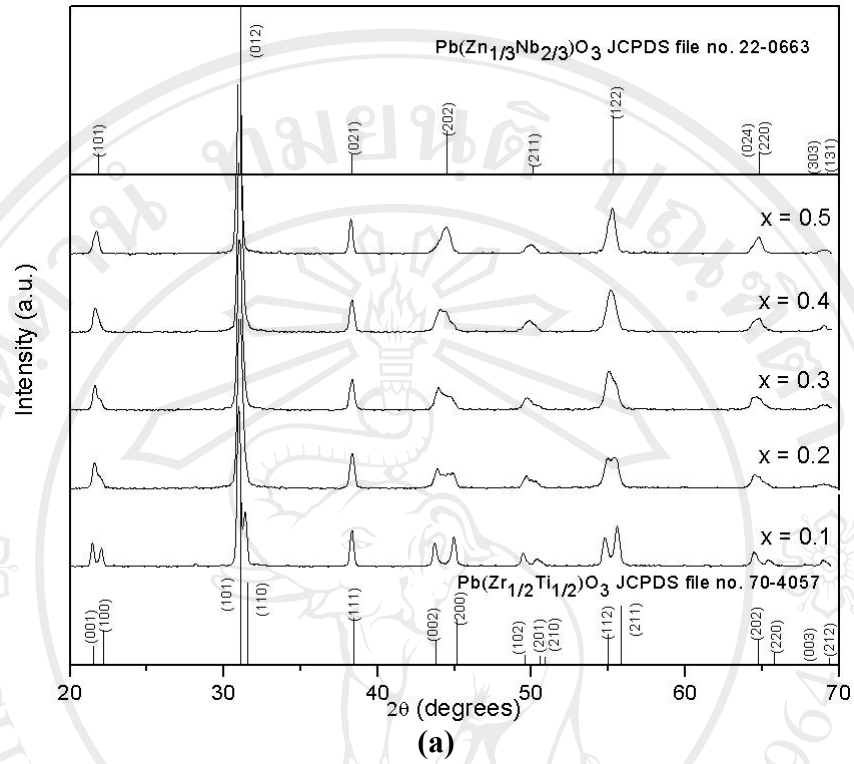 Pb(Zn1/3Nb2/3)O3 JCPDS file no. 22-0663
(101)
(012)
(021)
(202)
(211)
(122)
(024)
(220)
(303)
(131)
x = 0.5
x = 0.4
x = 0.3
x = 0.2
x = 0.1
Intensity (a.u.)
Pb(Zr1/2Ti1/2)O3 JCPDS file no. 70-4057
(001)
(100)
(101)
(110)
(111)
(002)
(200)
(102)
(201)
(210)
(112)
(211)
(202)
(220)
(003)
(212)
20 30 40 50 60 70
2θ (degrees)
(a)